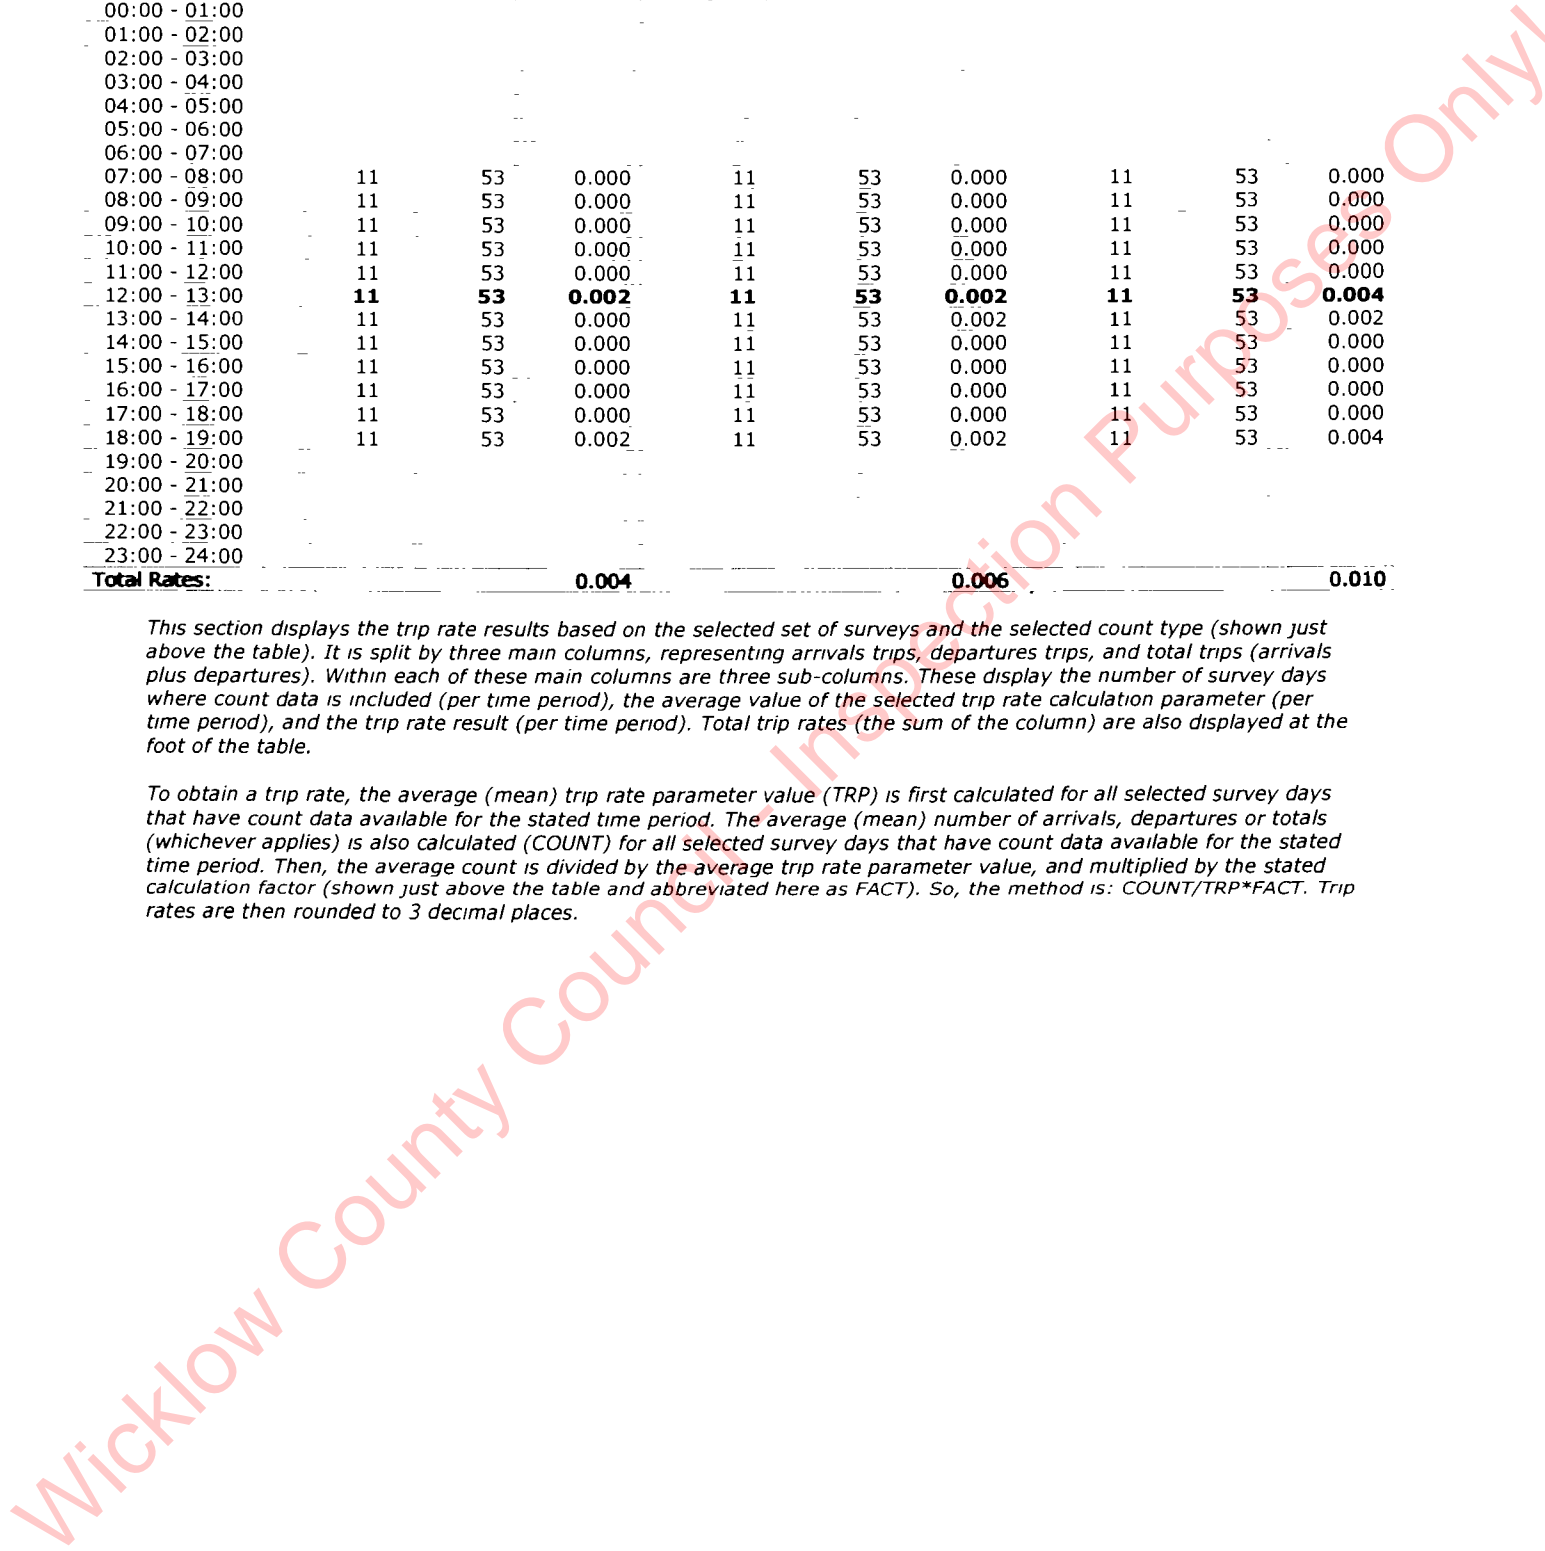 00:00 - 01:00
01:00 - 02:00
02:00 - 03:00
03:00 - 04:00
04:00 - 05:00
05:00 - 06:00
06:00 - 07:00
07:00 - 08:00 11 53 0.000 11 53 0.000 11 53 0.000
08:00 - 09:00 11 53 0.000 11 53 0.000 11 53 0.000
09:00 - 10:00 11 53 0.000 11 53 0.000 11 53 0.000
10:00 - 11:00 11 53 0.000 11 53 0.000 11 53 0.000
11:00 - 12:00 11 53 0.000 11 53 0.000 11 53 0.000
12:00 - 13:00 11 53 0.002 11 53 0.002 11 53 0.004
13:00 - 14:00 11 53 0.000 11 53 0.002 11 53 0.002
14:00 - 15:00 11 53 0.000 11 53 0.000 11 53 0.000
15:00 - 16:00 11 53 0.000 11 53 0.000 11 53 0.000
16:00 - 17:00 11 53 0.000 11 53 0.000 11 53 0.000
17:00 - 18:00 11 53 0.000 11 53 0.000 11 53 0.000
18:00 - 19:00 11 53 0.002 11 53 0.002 11 53 0.004
19:00 - 20:00
20:00 - 21:00
21:00 - 22:00
22:00 - 23:00
23:00 - 24:00
Total Rates: 0.004 0.006 0.010
This section displays the trip rate results based on the selected set of surveys and the selected count type (shown just
above the table). It is split by three main columns, representing arrivals trips, departures trips, and total trips (arrivals
plus departures). Within each of these main columns are three sub-columns. These display the number of survey days
where count data is included (per time period), the average value of the selected trip rate calculation parameter (per
time period), and the trip rate result (per time period). Total trip rates (the sum of the column) are also displayed at the
foot of the table.
To obtain a trip rate, the average (mean) trip rate parameter value (TRP) is first calculated for all selected survey days
that have count data available for the stated time period. The average (mean) number of arrivals, departures or totals
(whichever applies) is also calculated (COUNT) for all selected survey days that have count data available for the stated
time period. Then, the average count is divided by the average trip rate parameter value, and multiplied by the stated
calculation factor (shown just above the table and abbreviated here as FACT). So, the method is: COUNT/TRP*FACT. Trip
rates are then rounded to 3 decimal places.
Wicklow County Council - Inspection Purposes Only!